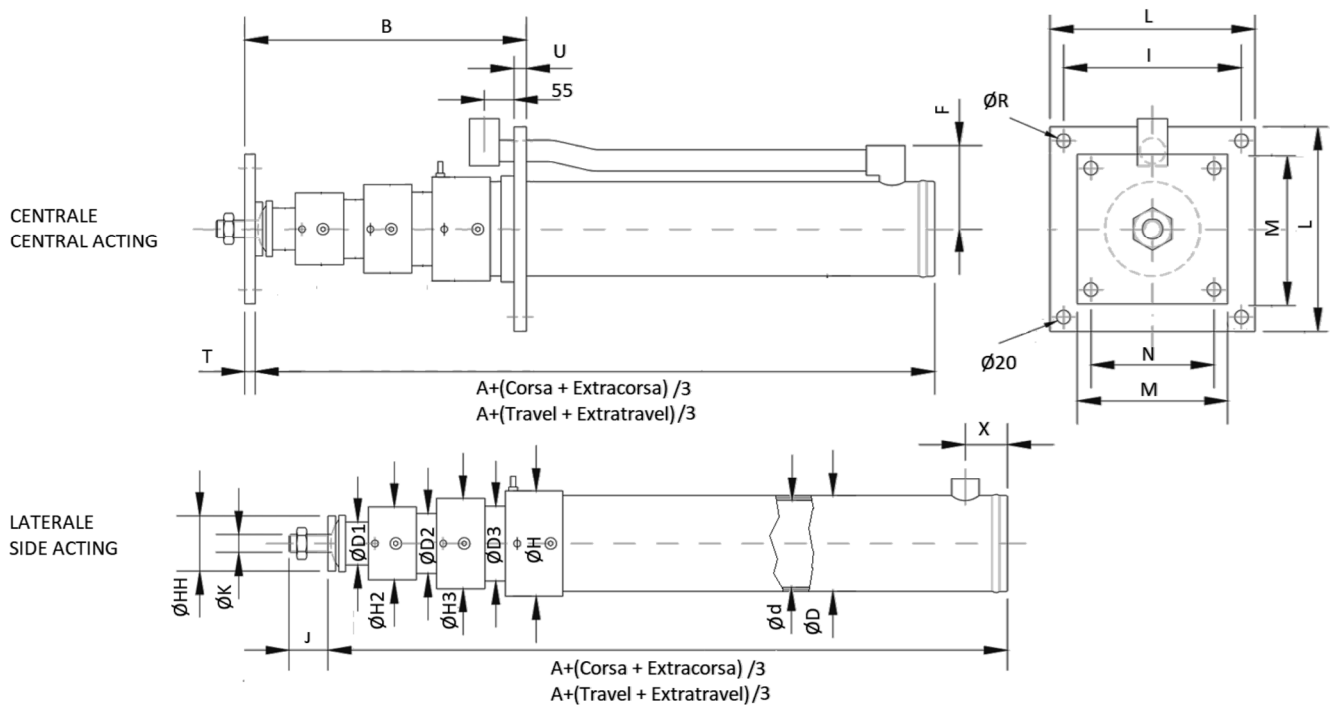 B
U
55
F
L
I
ØR
M
L
Ø20
N
M
CENTRALE
CENTRAL ACTING
T
A+(Corsa + Extracorsa) /3
A+(Travel + Extratravel)/3
X
LATERALE
SIDE ACTING
ØHH
ØK
J
ØD1
ØH2
ØD2
ØH3
ØD3
ØH
Ød
ØD
A+(Corsa + Extracorsa) /3
A+(Travel + Extratravel)/3